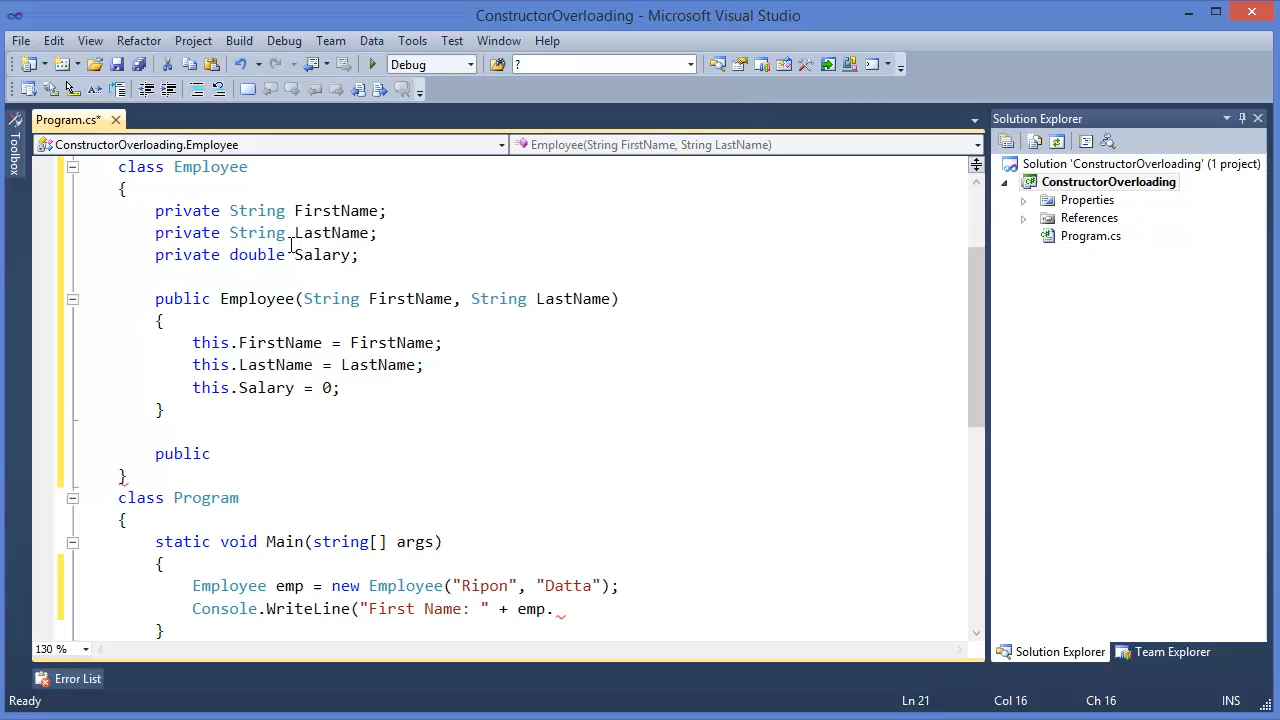 ConstructorOverloading - Microsoft Visual Studio
File Edit View Refactor Project Build Debug Team Data Tools Test Window Help
Debug ?
Program.cs*
ConstructorOverloading.Employee Employee(String FirstName, String LastName)
Toolbox
class Employee
{
private String FirstName;
private String LastName;
private double Salary;
public Employee(String FirstName, String LastName)
{
this.FirstName = FirstName;
this.LastName = LastName;
this.Salary = 0;
}
public
}
class Program
{
static void Main(string[] args)
{
Employee emp = new Employee("Ripon", "Datta");
Console.WriteLine("First Name: " + emp.
}
130 %
Solution Explorer
Solution 'ConstructorOverloading' (1 project)
ConstructorOverloading
Properties
References
Program.cs
Solution Explorer Team Explorer
Error List
Ready Ln 21 Col 16 Ch 16 INS